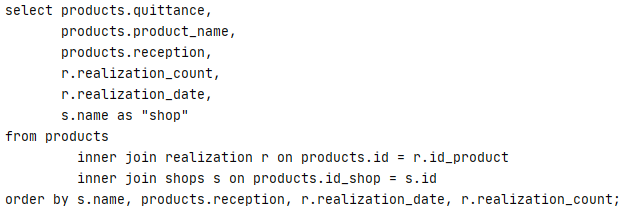 select products.quittance,
       products.product_name,
       products.reception,
       r.realization_count,
       r.realization_date,
       s.name as "shop"
from products
         inner join realization r on products.id = r.id_product
         inner join shops s on products.id_shop = s.id
order by s.name, products.reception, r.realization_date, r.realization_count;